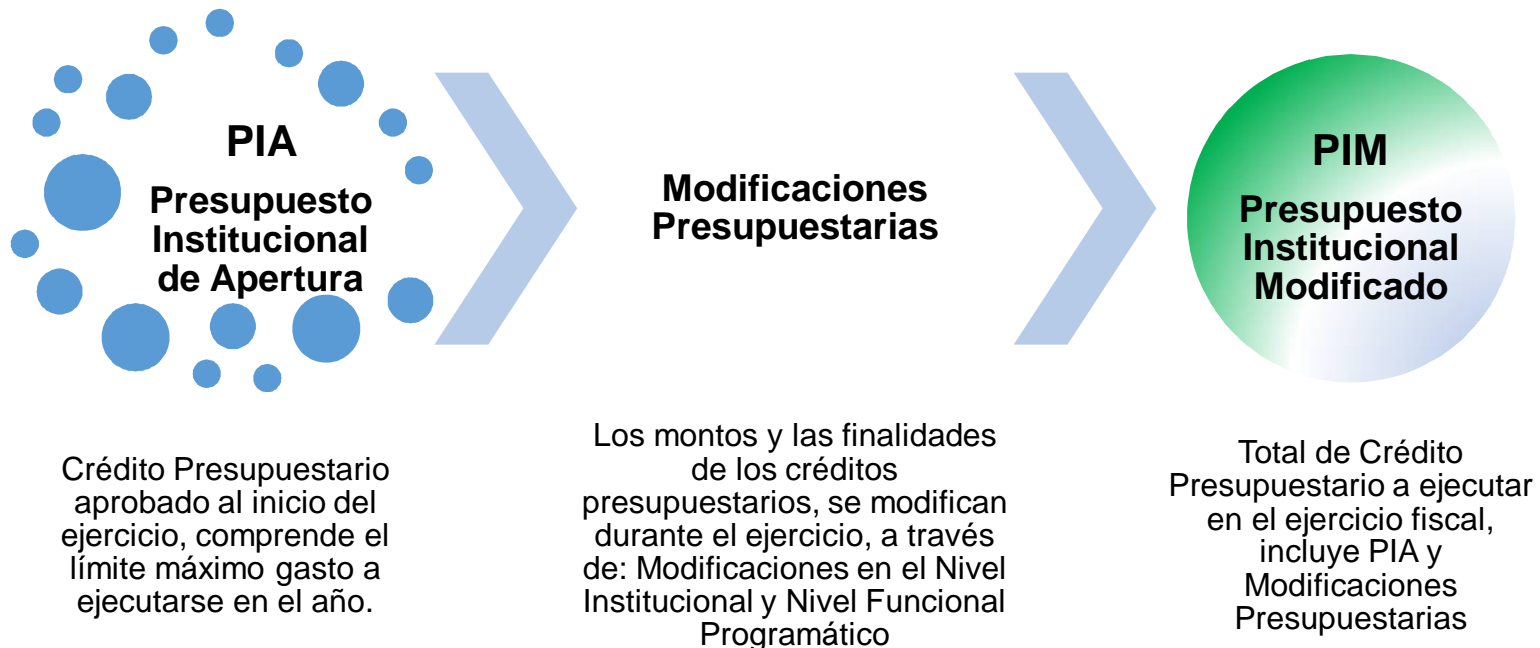 PIA
Presupuesto
Institucional
de Apertura
Crédito Presupuestario
aprobado al inicio del
ejercicio, comprende el
límite máximo gasto a
ejecutarse en el año.
Modificaciones
Presupuestarias
Los montos y las finalidades
de los créditos
presupuestarios, se modifican
durante el ejercicio, a través
de: Modificaciones en el Nivel
Institucional y Nivel Funcional
Programático
PIM
Presupuesto
Institucional
Modificado
Total de Crédito
Presupuestario a ejecutar
en el ejercicio fiscal,
incluye PIA y
Modificaciones
Presupuestarias